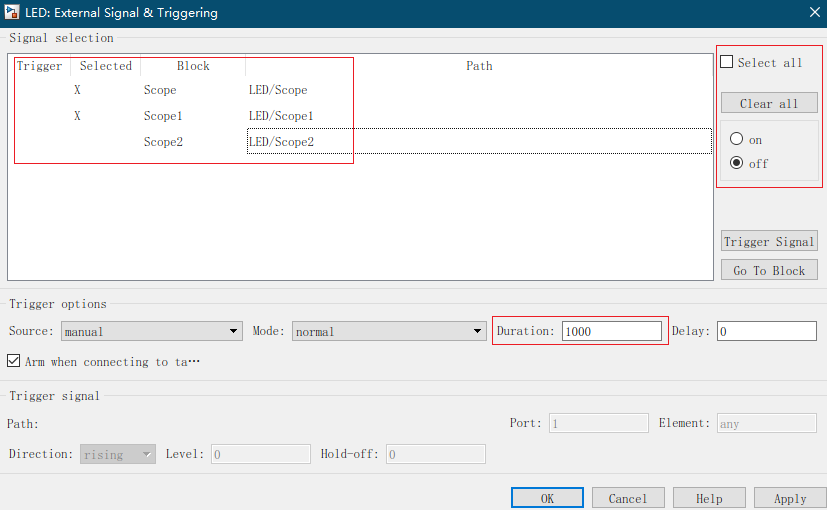 LED: External Signal & Triggering
Signal selection
Trigger Selected Block Path
X Scope LED/Scope
X Scope1 LED/Scope1
Scope2 LED/Scope2
Select all
Clear all
on
off
Trigger Signal
Go To Block
Trigger options
Source: manual Mode: normal Duration: 1000 Delay: 0
Arm when connecting to ta…
Trigger signal
Path: Port: 1 Element: any
Direction: rising Level: 0 Hold-off: 0
OK Cancel Help Apply